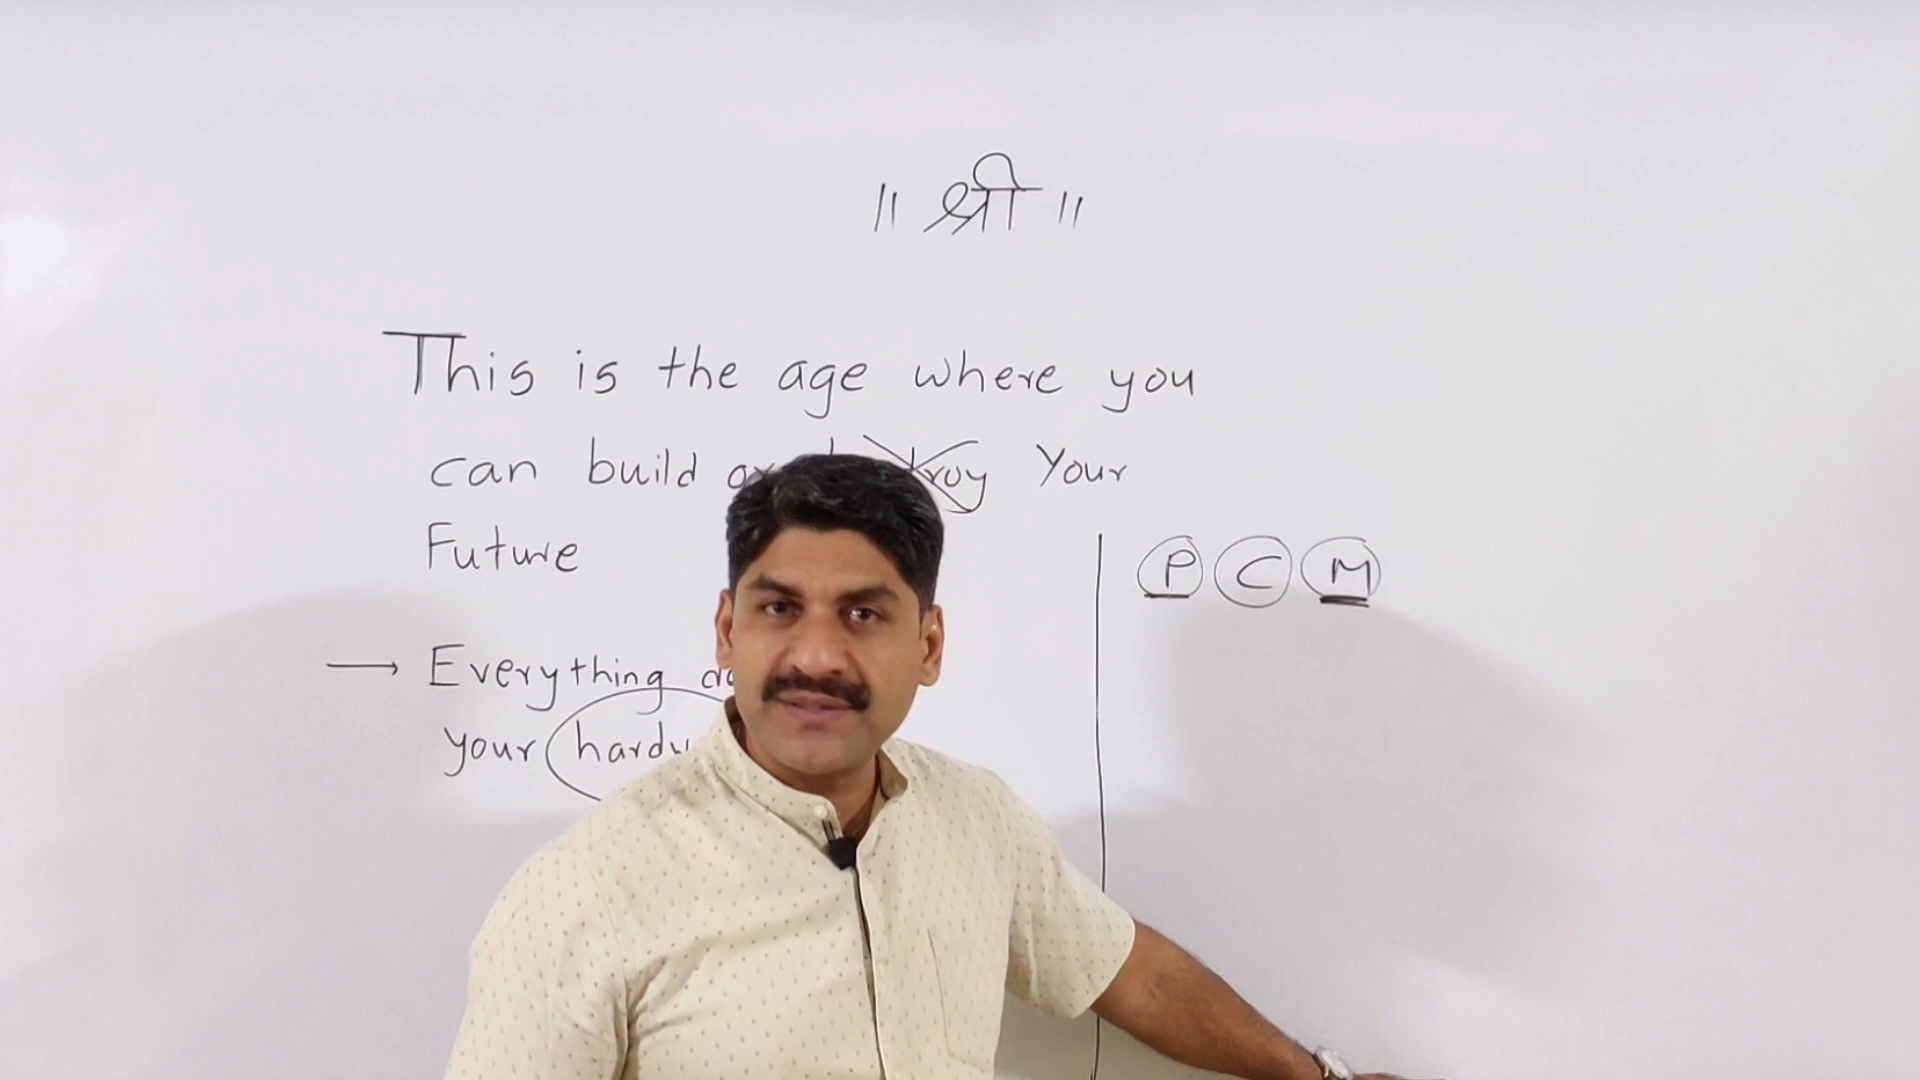 ॥ श्री ॥
This is the age where you
can build Your
Future
P C M
→ Everything
your